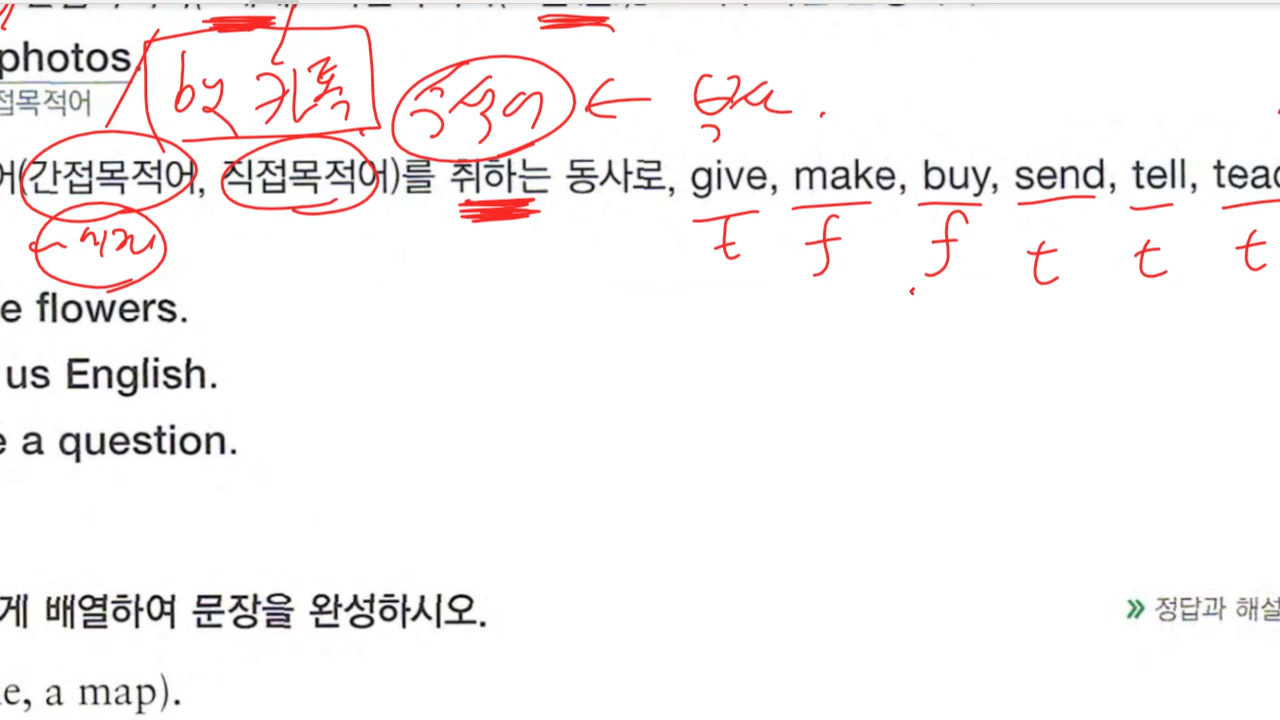 photos.
접목적어
by 키톡
수식어 ←
어(간접목적어, 직접목적어)를 취하는 동사로, give, make, buy, send, tell, teac
t f f t t t
e flowers.
us English.
e a question.
게 배열하여 문장을 완성하시오.
» 정답과 해설
e, a map).